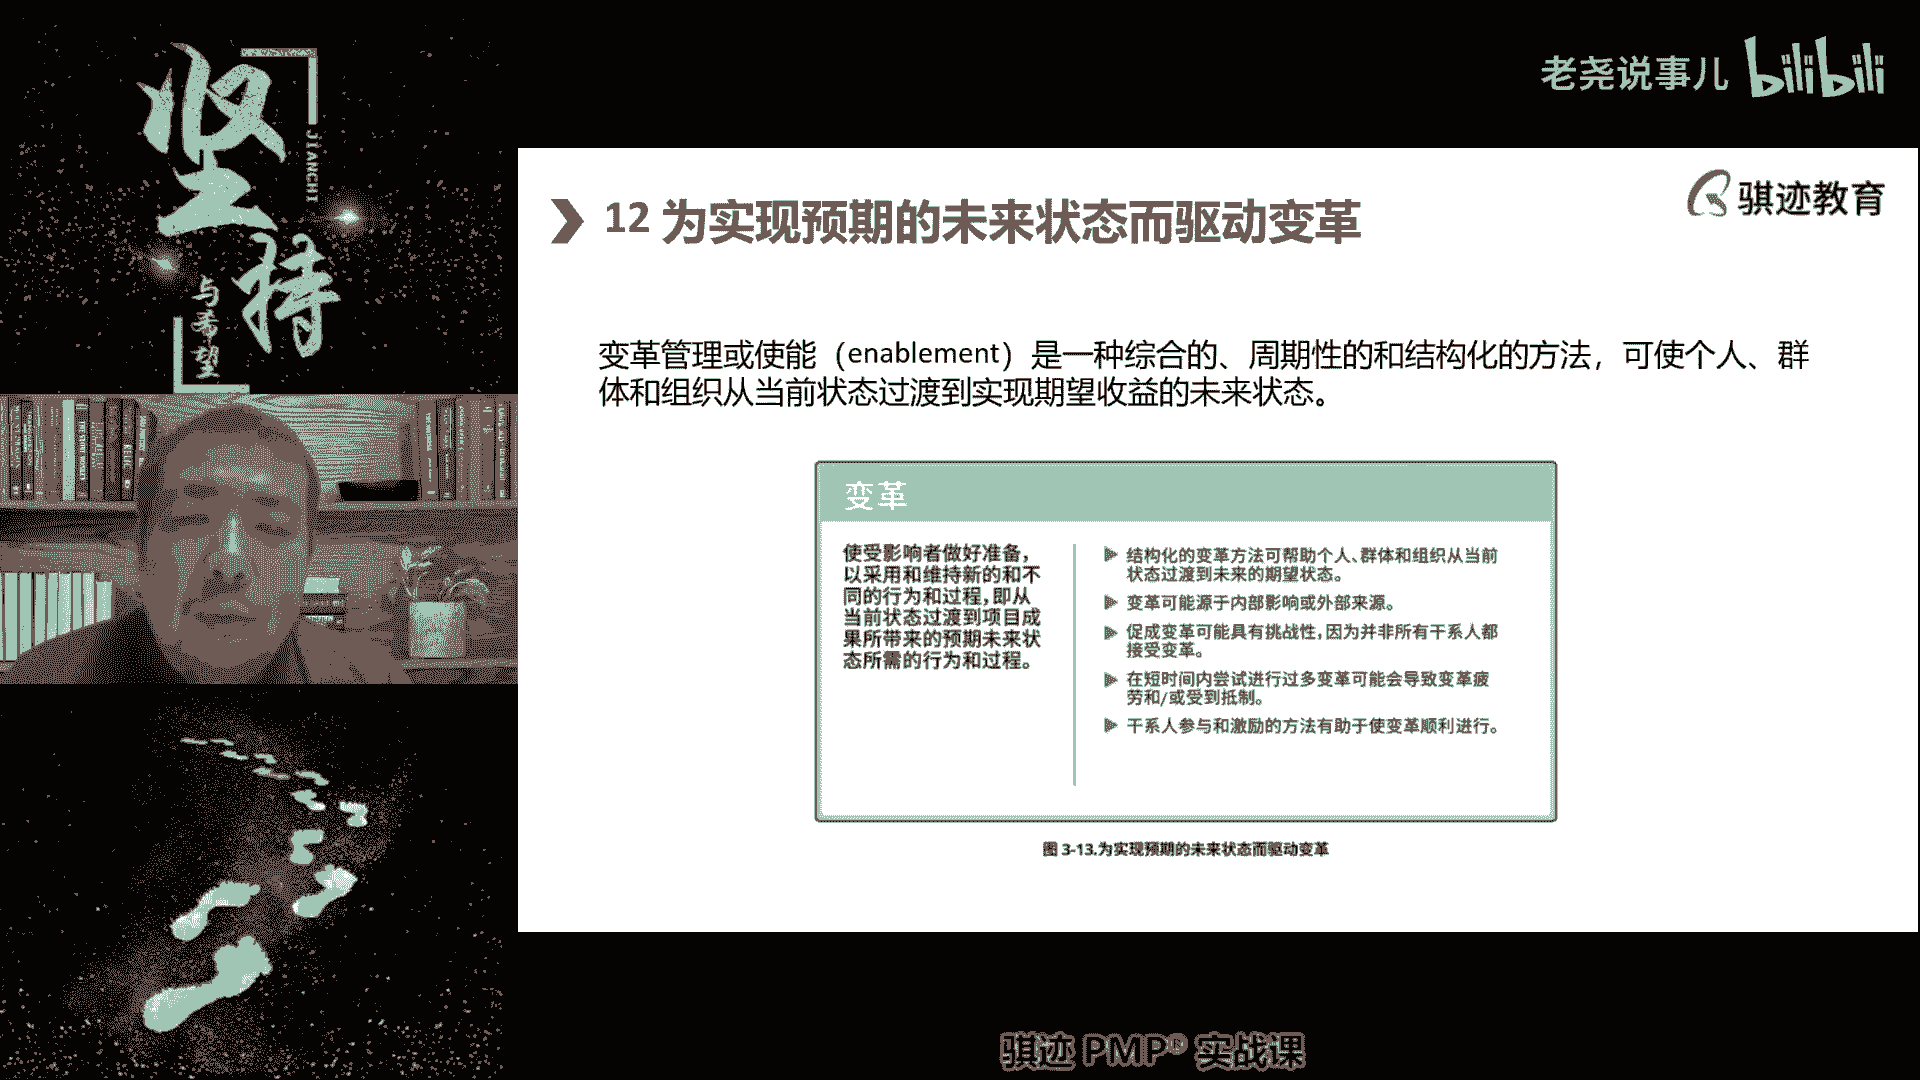 坚持
JIANCHI
与希望
老尧说事儿 bilibili
骐迹教育
12 为实现预期的未来状态而驱动变革
变革管理或使能（enablement）是一种综合的、周期性的和结构化的方法，可使个人、群
体和组织从当前状态过渡到实现期望收益的未来状态。
变革
使受影响者做好准备，
以采用和维持新的和不
同的行为和过程，即从
当前状态过渡到项目成
果所带来的预期未来状
态所需的行为和过程。
结构化的变革方法可帮助个人、群体和组织从当前
状态过渡到未来的期望状态。
变革可能源于内部影响或外部来源。
促成变革可能具有挑战性，因为并非所有干系人都
接受变革。
在短时间内尝试进行过多变革可能会导致变革疲
劳和/或受到抵制。
干系人参与和激励的方法有助于使变革顺利进行。
图 3-13.为实现预期的未来状态而驱动变革
骐迹 PMP® 实战课